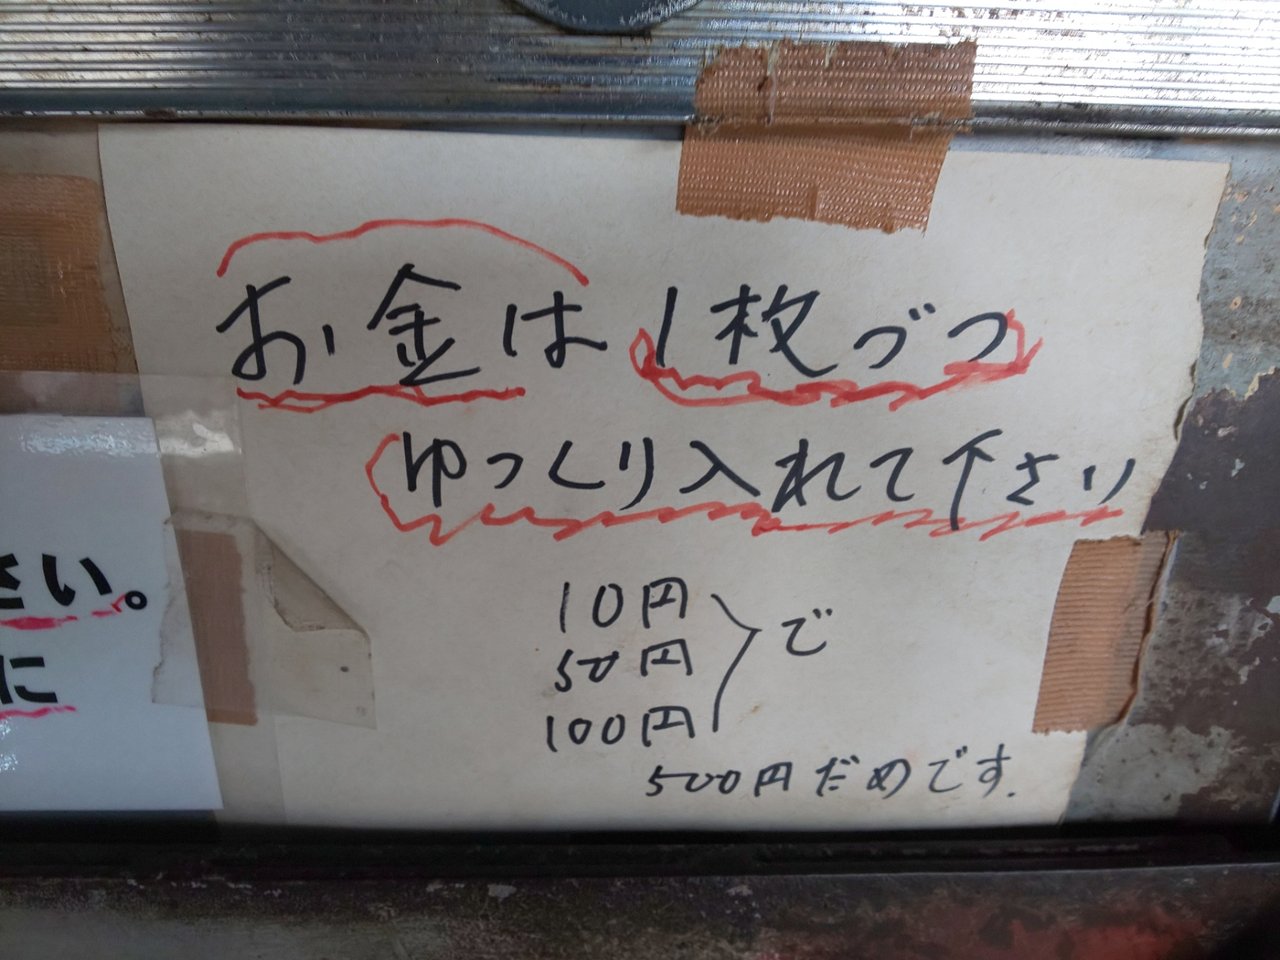 お金は1枚づつ
ゆっくり入れて下さい
10円
50円
100円
で
500円だめです.
さい。
に